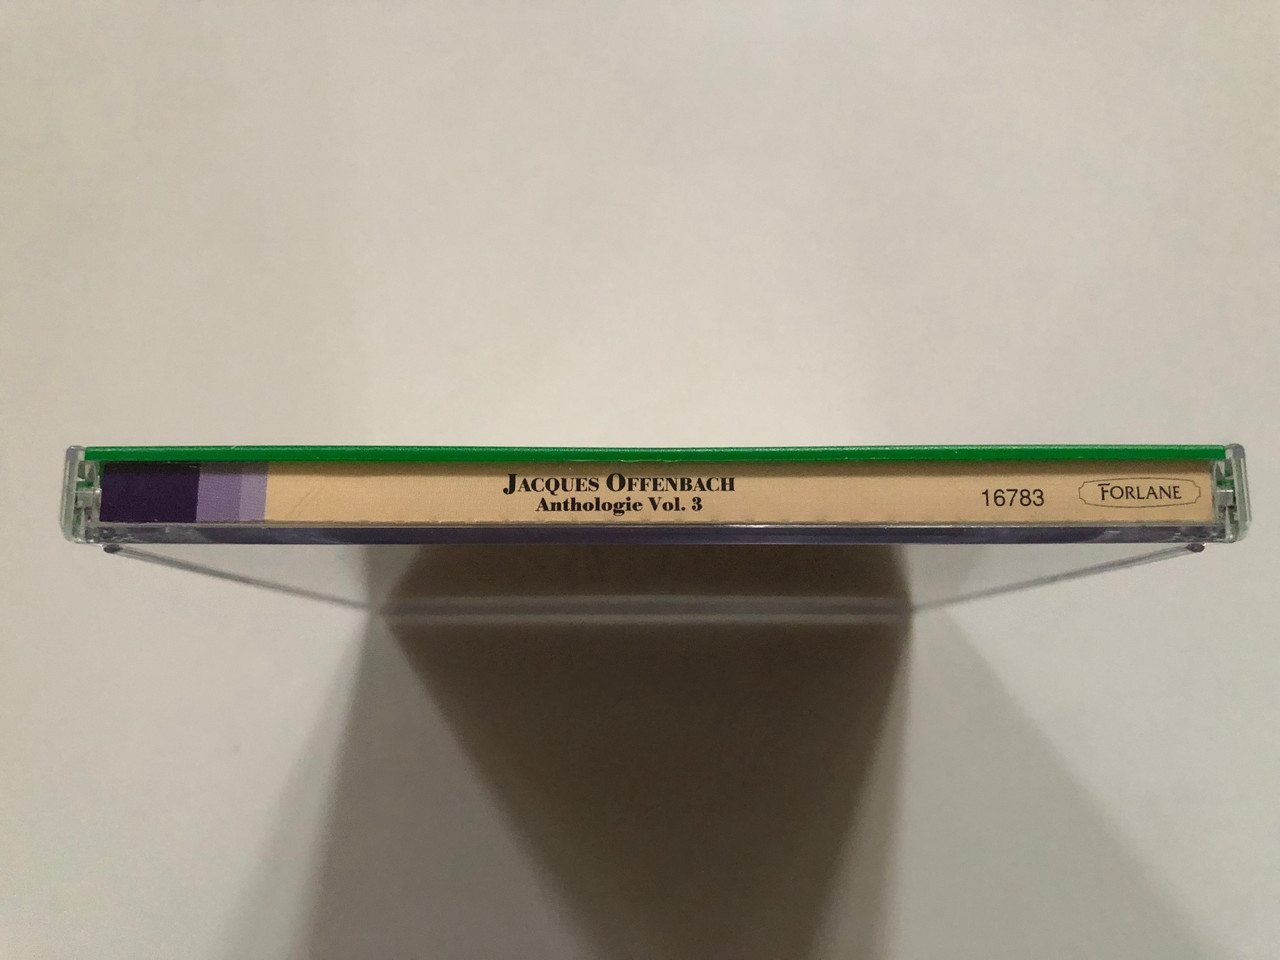 JACQUES OFFENBACH
Anthologie Vol. 3
16783
FORLANE